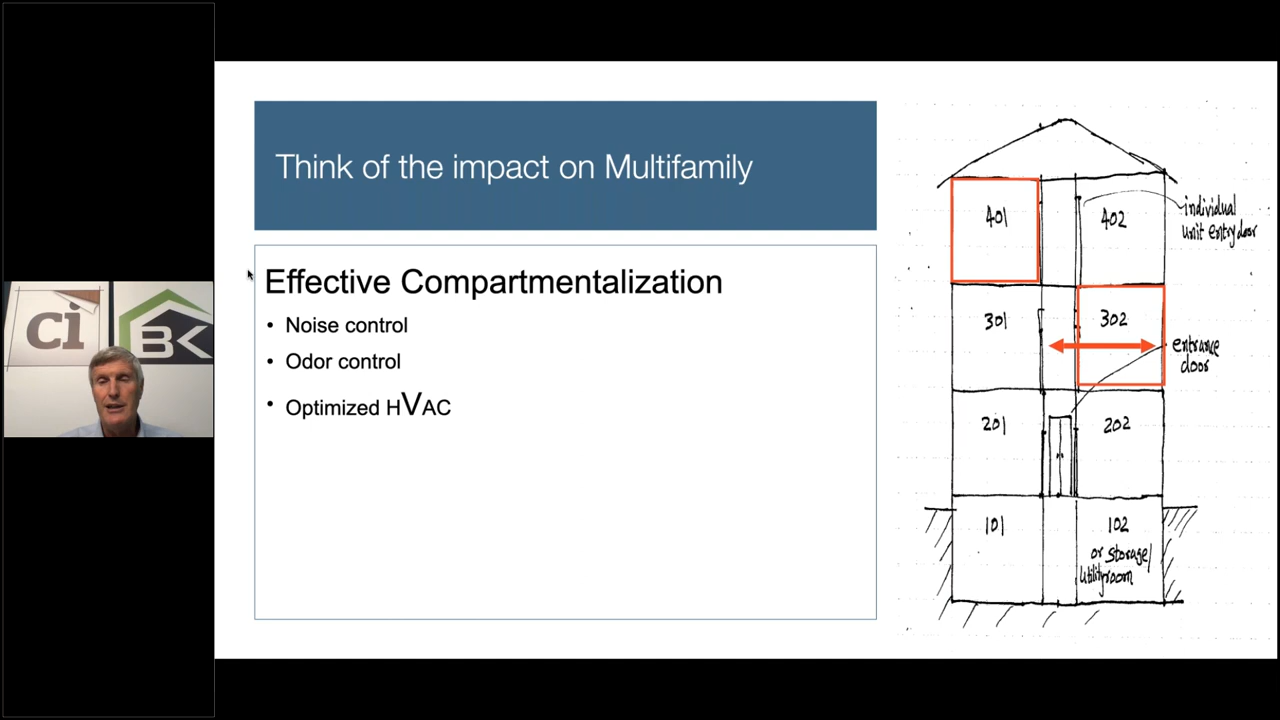 ci
BK
Think of the impact on Multifamily
Effective Compartmentalization
• Noise control
• Odor control
• Optimized HVAC
401
402
individual
unit entry door
301
302
entrance
door
201
202
101
102
or storage/
utility room